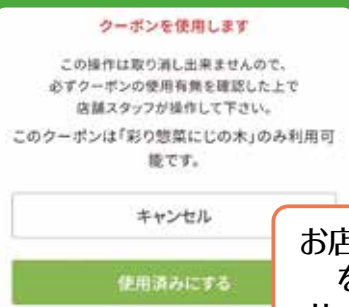 クーポンを使用します
この操作は取り消し出来ませんので、
必ずクーポンの使用有無を確認した上で
店舗スタッフが操作して下さい。
このクーポンは「彩り惣菜にじの木」のみ利用可
能です。
キャンセル
使用済みにする
お店
を